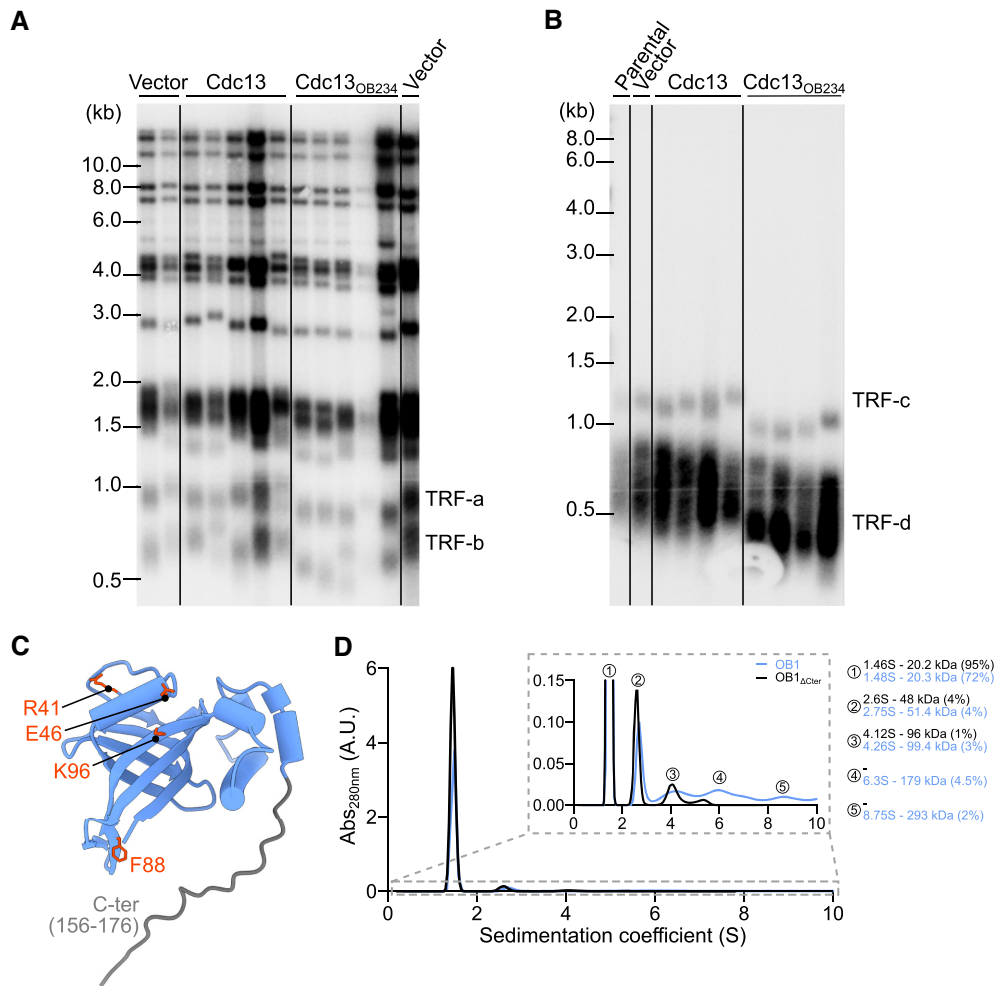 A
Vector Cdc13 Cdc13OB234 Vector
(kb)
10.0
8.0
6.0
4.0
3.0
2.0
1.5
1.0
0.5
TRF-a
TRF-b
B
Parental Vector Cdc13 Cdc13OB234
(kb)
8.0
6.0
4.0
3.0
2.0
1.5
1.0
0.5
TRF-c
TRF-d
C
R41
E46
K96
F88
C-ter
(156-176)
D
Abs280nm (A.U.)
6
4
2
0
0 2 4 6 8 10
Sedimentation coefficient (S)
0.15
0.10
0.05
0.00
0 2 4 6 8 10
① ② ③ ④ ⑤
OB1
OB1ΔCter
① 1.46S - 20.2 kDa (95%)
1.48S - 20.3 kDa (72%)
② 2.6S - 48 kDa (4%)
2.75S - 51.4 kDa (4%)
③ 4.12S - 96 kDa (1%)
4.26S - 99.4 kDa (3%)
④ -
6.3S - 179 kDa (4.5%)
⑤ -
8.75S - 293 kDa (2%)